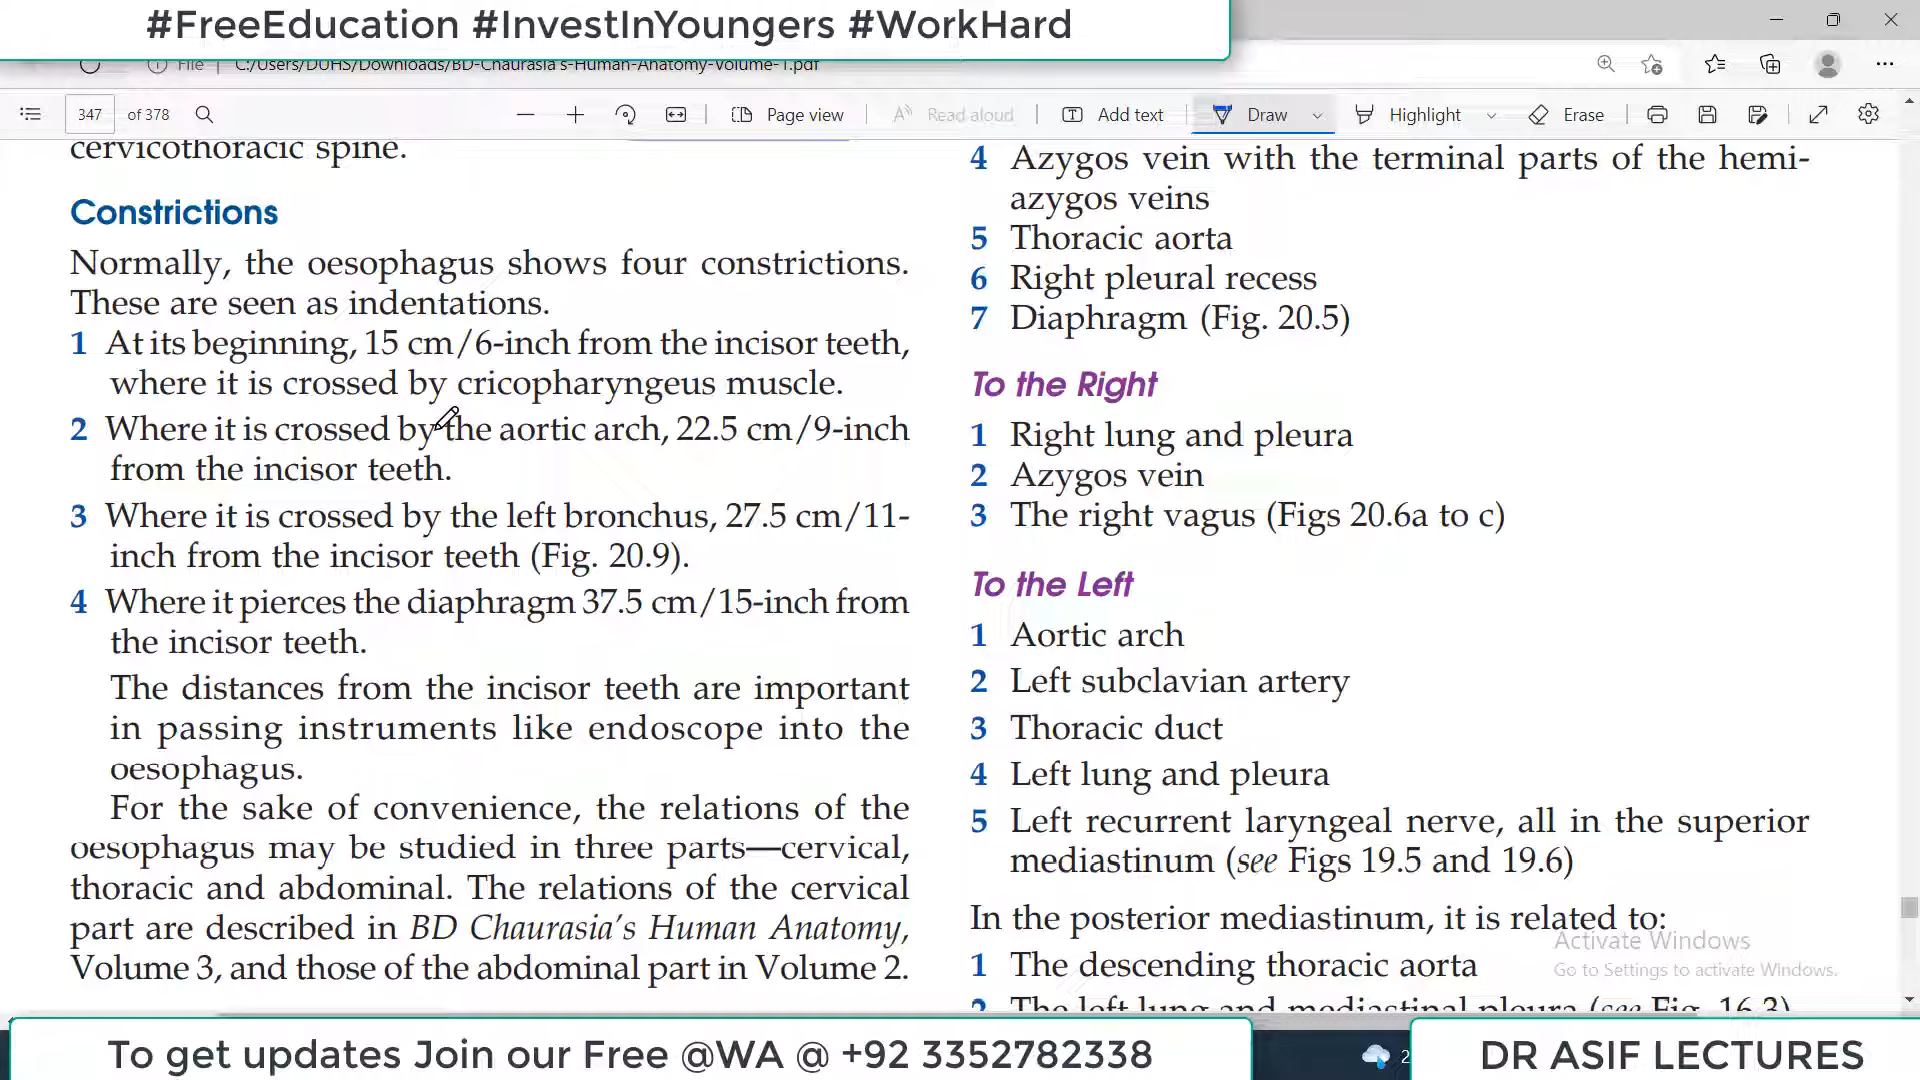 #FreeEducation #InvestInYoungers #WorkHard
File | C:/Users/DUHS/Downloads/BD-Chaurasia's-Human-Anatomy-Volume-1.pdf
347 of 378
Page view
Read aloud
Add text
Draw
Highlight
Erase
cervicothoracic spine.
Constrictions
Normally, the oesophagus shows four constrictions.
These are seen as indentations.
1 At its beginning, 15 cm/6-inch from the incisor teeth,
where it is crossed by cricopharyngeus muscle.
2 Where it is crossed by the aortic arch, 22.5 cm/9-inch
from the incisor teeth.
3 Where it is crossed by the left bronchus, 27.5 cm/11-
inch from the incisor teeth (Fig. 20.9).
4 Where it pierces the diaphragm 37.5 cm/15-inch from
the incisor teeth.
The distances from the incisor teeth are important
in passing instruments like endoscope into the
oesophagus.
For the sake of convenience, the relations of the
oesophagus may be studied in three parts—cervical,
thoracic and abdominal. The relations of the cervical
part are described in BD Chaurasia's Human Anatomy,
Volume 3, and those of the abdominal part in Volume 2.
4 Azygos vein with the terminal parts of the hemi-
azygos veins
5 Thoracic aorta
6 Right pleural recess
7 Diaphragm (Fig. 20.5)
To the Right
1 Right lung and pleura
2 Azygos vein
3 The right vagus (Figs 20.6a to c)
To the Left
1 Aortic arch
2 Left subclavian artery
3 Thoracic duct
4 Left lung and pleura
5 Left recurrent laryngeal nerve, all in the superior
mediastinum (see Figs 19.5 and 19.6)
In the posterior mediastinum, it is related to:
1 The descending thoracic aorta
2 The left lung and mediastinal pleura (see Fig. 16.3)
Activate Windows
Go to Settings to activate Windows.
To get updates Join our Free @WA @ +92 3352782338
2
DR ASIF LECTURES